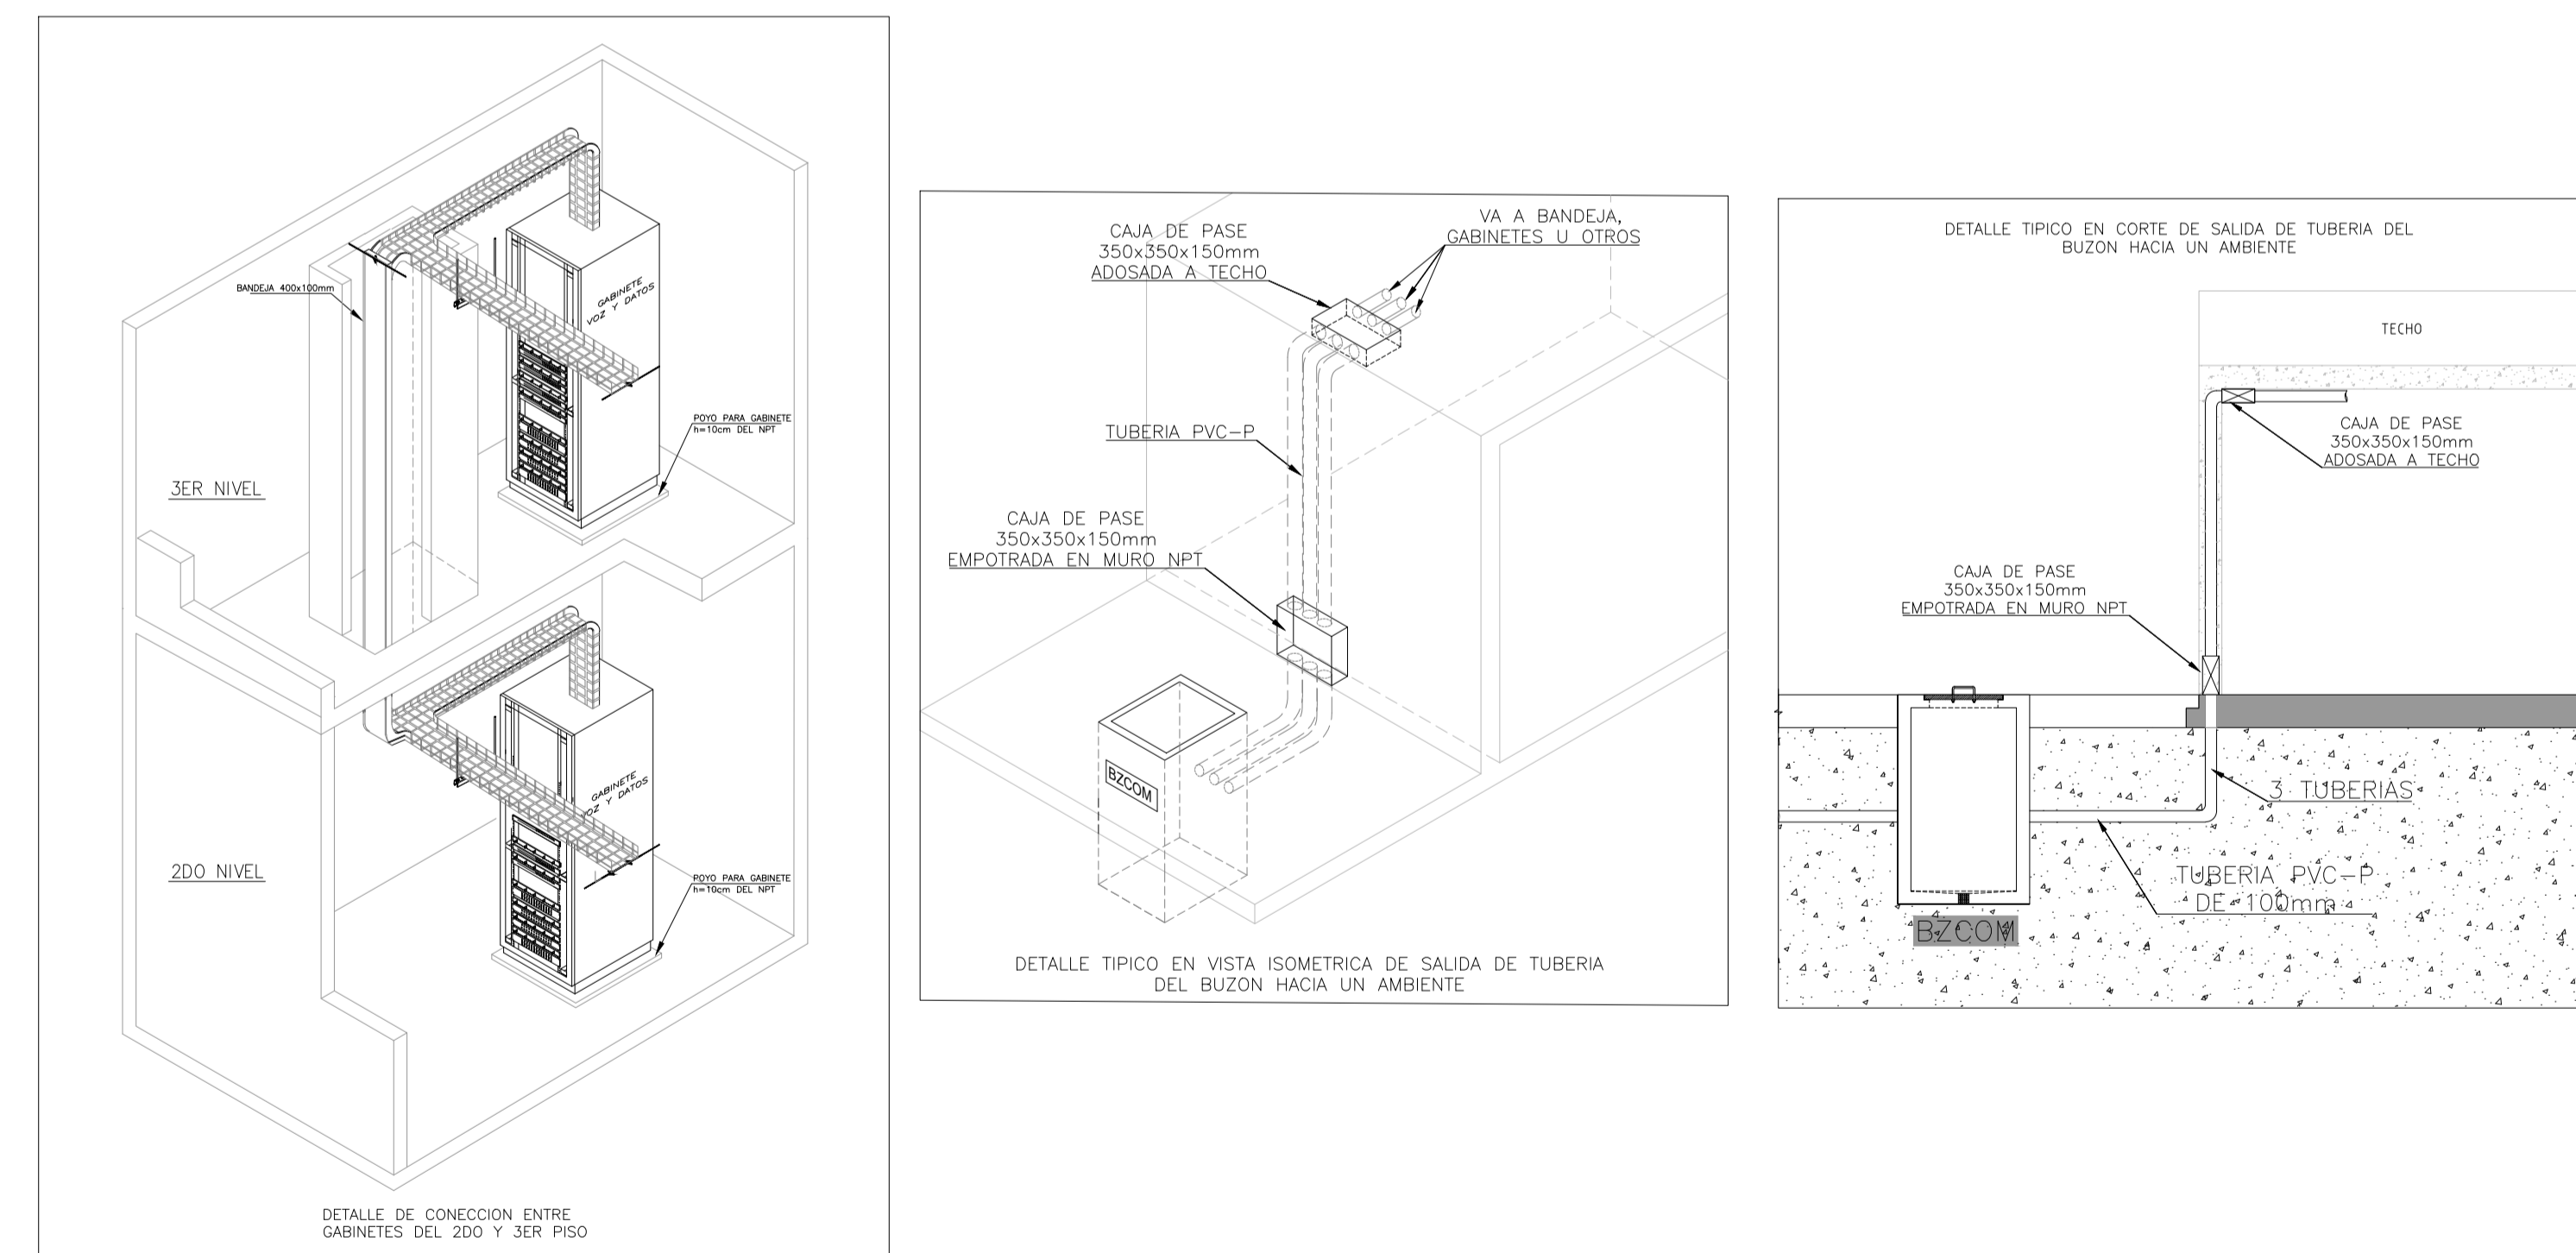 BANDEJA 400x100mm
GABINETE
VOZ Y DATOS
POYO PARA GABINETE
h=10cm DEL NPT
3ER NIVEL
GABINETE
VOZ Y DATOS
2DO NIVEL
POYO PARA GABINETE
h=10cm DEL NPT
DETALLE DE CONECCION ENTRE
GABINETES DEL 2DO Y 3ER PISO
CAJA DE PASE
350x350x150mm
ADOSADA A TECHO
VA A BANDEJA,
GABINETES U OTROS
TUBERIA PVC-P
CAJA DE PASE
350x350x150mm
EMPOTRADA EN MURO NPT
BZCOM
DETALLE TIPICO EN VISTA ISOMETRICA DE SALIDA DE TUBERIA
DEL BUZON HACIA UN AMBIENTE
DETALLE TIPICO EN CORTE DE SALIDA DE TUBERIA DEL
BUZON HACIA UN AMBIENTE
TECHO
CAJA DE PASE
350x350x150mm
ADOSADA A TECHO
CAJA DE PASE
350x350x150mm
EMPOTRADA EN MURO NPT
3 TUBERIAS
TUBERIA PVC-P
DE 100mm
BZCOM